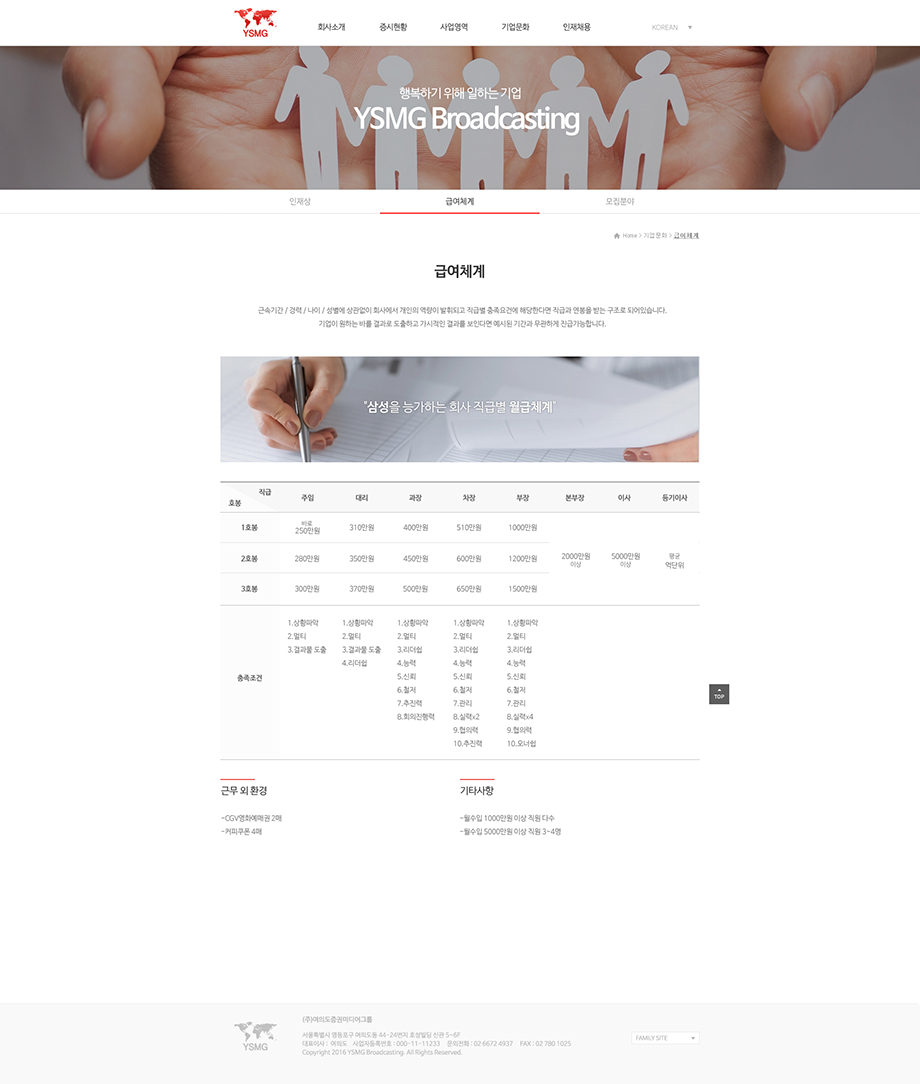 YSMG
회사소개 증시현황 사업영역 기업문화 인재채용 KOREAN
행복하기 위해 일하는 기업
YSMG Broadcasting
인재상 급여체계 모집분야
Home > 기업문화 > 급여체계
급여체계
근속기간 / 경력 / 나이 / 성별에 상관없이 회사에서 개인의 역량이 발휘되고 직급별 충족요건에 해당한다면 직급과 연봉을 받는 구조로 되어있습니다.
기업이 원하는 바를 결과로 도출하고 가시적인 결과를 보인다면 예시된 기간과 무관하게 진급가능합니다.
"삼성을 능가하는 회사 직급별 월급체계"
직급
호봉 주임 대리 과장 차장 부장 본부장 이사 등기이사
1호봉 바로 250만원 310만원 400만원 510만원 1000만원
2호봉 280만원 350만원 450만원 600만원 1200만원 2000만원 이상 5000만원 이상 평균 억단위
3호봉 300만원 370만원 500만원 650만원 1500만원
1.상황파악 1.상황파악 1.상황파악 1.상황파악 1.상황파악
2.멀티 2.멀티 2.멀티 2.멀티 2.멀티
3.결과물 도출 3.결과물 도출 3.리더쉽 3.리더쉽 3.리더쉽
4.리더쉽 4.능력 4.능력 4.능력
5.신뢰 5.신뢰 5.신뢰
충족조건 6.철저 6.철저 6.철저
7.추진력 7.관리 7.관리
8.회의진행력 8.실력x2 8.실력x4
9.협의력 9.협의력
10.추진력 10.오너쉽
TOP
근무 외 환경
-CGV영화예매권 2매
-커피쿠폰 4매
기타사항
-월수입 1000만원 이상 직원 다수
-월수입 5000만원 이상 직원 3~4명
YSMG
(주)여의도증권미디어그룹
서울특별시 영등포구 여의도동 44-24번지 호성빌딩 신관 5~6F
대표이사 : 여의도 사업자등록번호 : 000-11-11233 문의전화 : 02 6672 4937 FAX : 02 780 1025
Copyright 2016 YSMG Broadcasting. All Rights Reserved.
FAMILY SITE